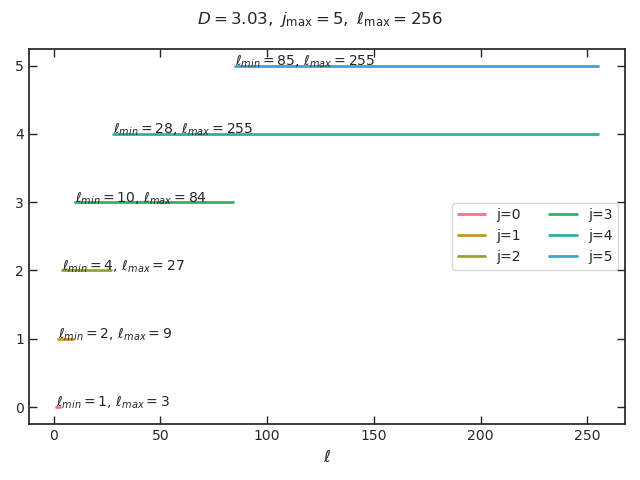 D = 3.03, j_max = 5, ℓ_max = 256
5
ℓ_min = 85, ℓ_max = 255
4
ℓ_min = 28, ℓ_max = 255
3
ℓ_min = 10, ℓ_max = 84
j=0 j=3
j=1 j=4
j=2 j=5
2
ℓ_min = 4, ℓ_max = 27
1
ℓ_min = 2, ℓ_max = 9
0
ℓ_min = 1, ℓ_max = 3
0 50 100 150 200 250
ℓ